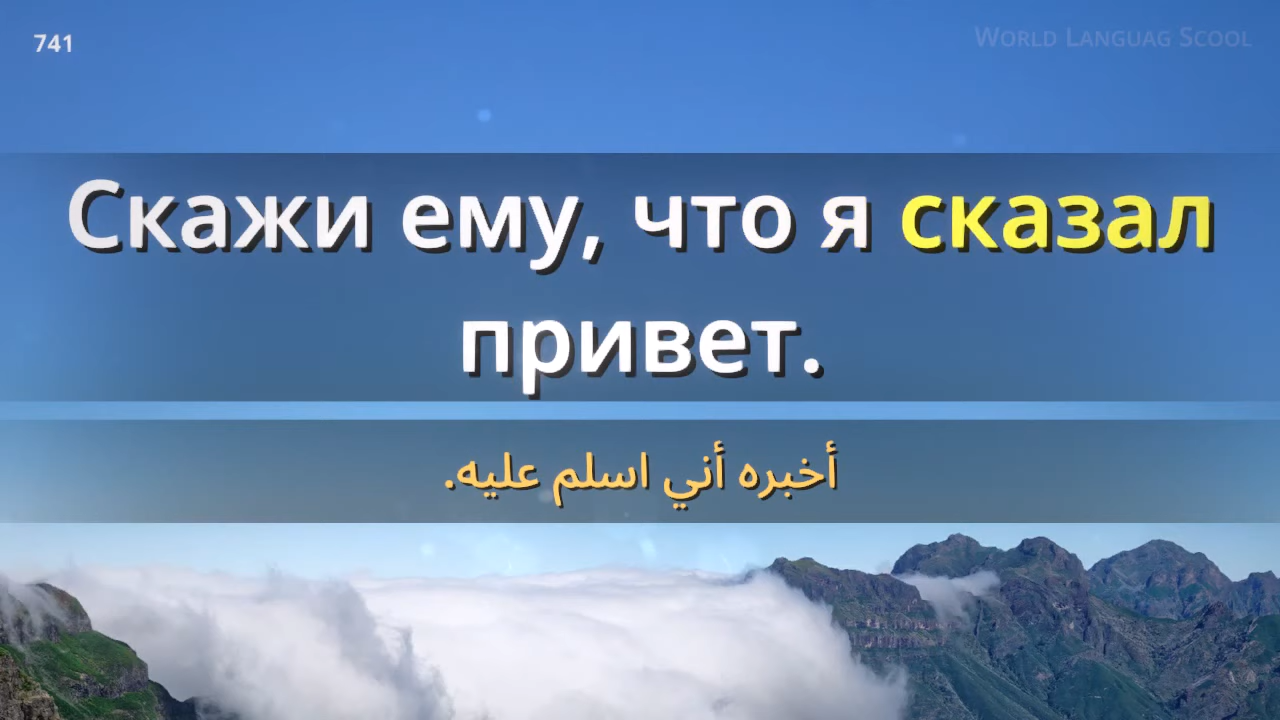 741
World Languag Scool
Скажи ему, что я сказал
привет.
أخبره أني اسلم عليه.